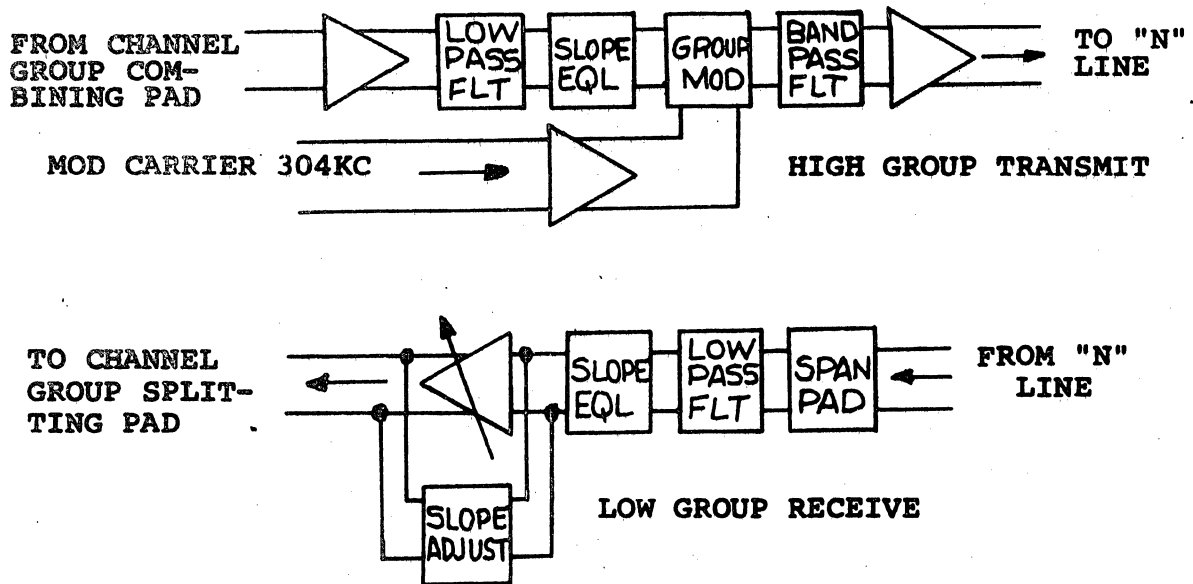 FROM CHANNEL
GROUP COM-
BINING PAD
LOW
PASS
FLT
SLOPE
EQL
GROUP
MOD
BAND
PASS
FLT
TO "N"
LINE
MOD CARRIER 304KC
HIGH GROUP TRANSMIT
TO CHANNEL
GROUP SPLIT-
TING PAD
SLOPE
EQL
LOW
PASS
FLT
SPAN
PAD
FROM "N"
LINE
SLOPE
ADJUST
LOW GROUP RECEIVE